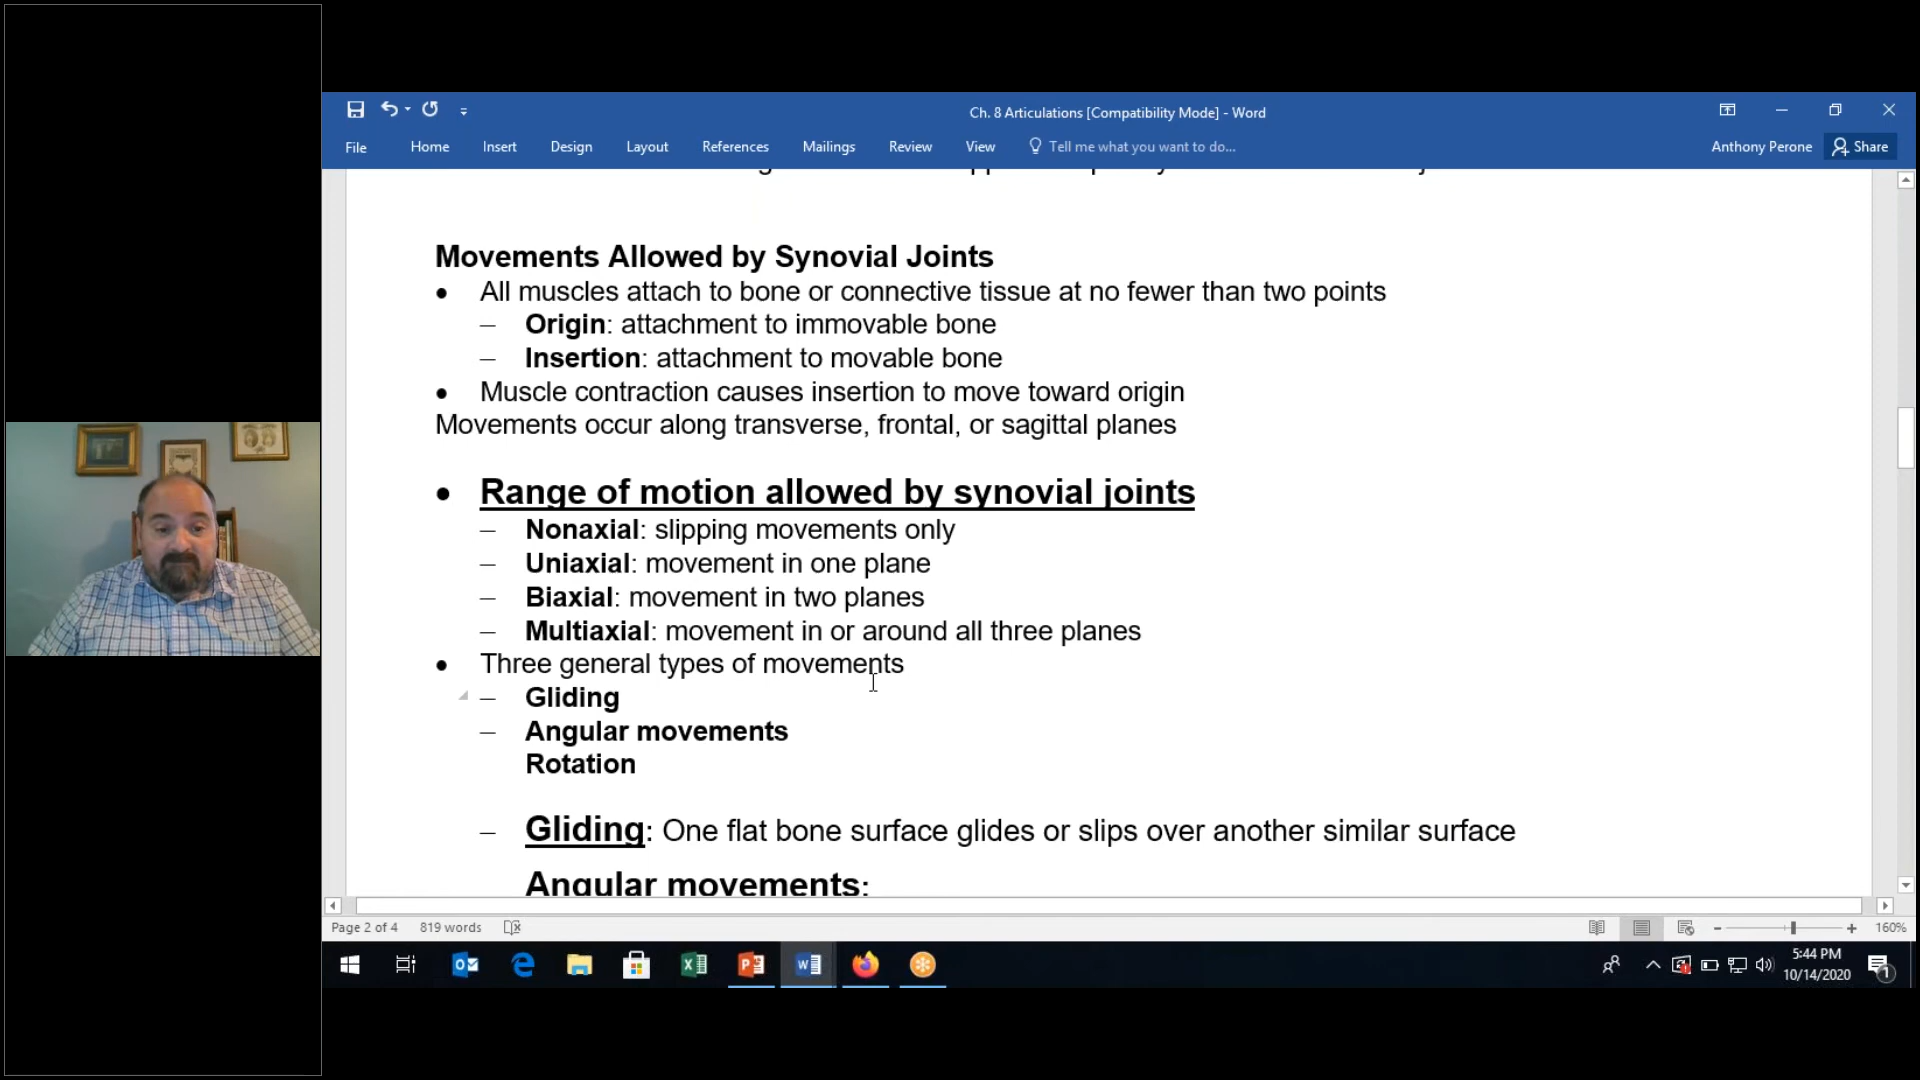 Ch. 8 Articulations [Compatibility Mode] - Word
File Home Insert Design Layout References Mailings Review View Tell me what you want to do... Anthony Perone Share
Movements Allowed by Synovial Joints
• All muscles attach to bone or connective tissue at no fewer than two points
– Origin: attachment to immovable bone
– Insertion: attachment to movable bone
• Muscle contraction causes insertion to move toward origin
Movements occur along transverse, frontal, or sagittal planes
• Range of motion allowed by synovial joints
– Nonaxial: slipping movements only
– Uniaxial: movement in one plane
– Biaxial: movement in two planes
– Multiaxial: movement in or around all three planes
• Three general types of movements
– Gliding
– Angular movements
Rotation
– Gliding: One flat bone surface glides or slips over another similar surface
Angular movements:
Page 2 of 4 819 words 160%
5:44 PM
10/14/2020
1